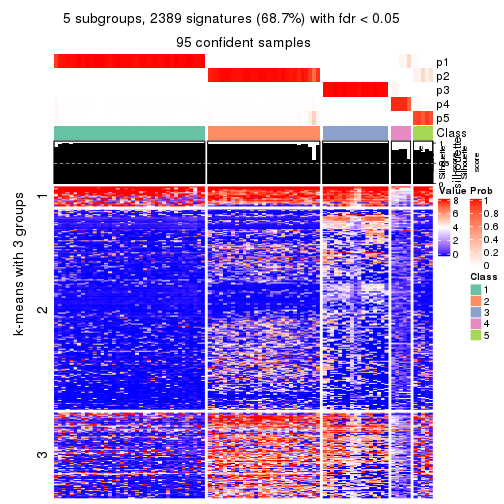 5 subgroups, 2389 signatures (68.7%) with fdr < 0.05
95 confident samples
p1
p2
p3
p4
p5
Class
1
0
Silhouette
score
silhouette
k-means with 3 groups
1
2
3
Value
8
6
4
2
0
Prob
1
0.8
0.6
0.4
0.2
0
Class
1
2
3
4
5